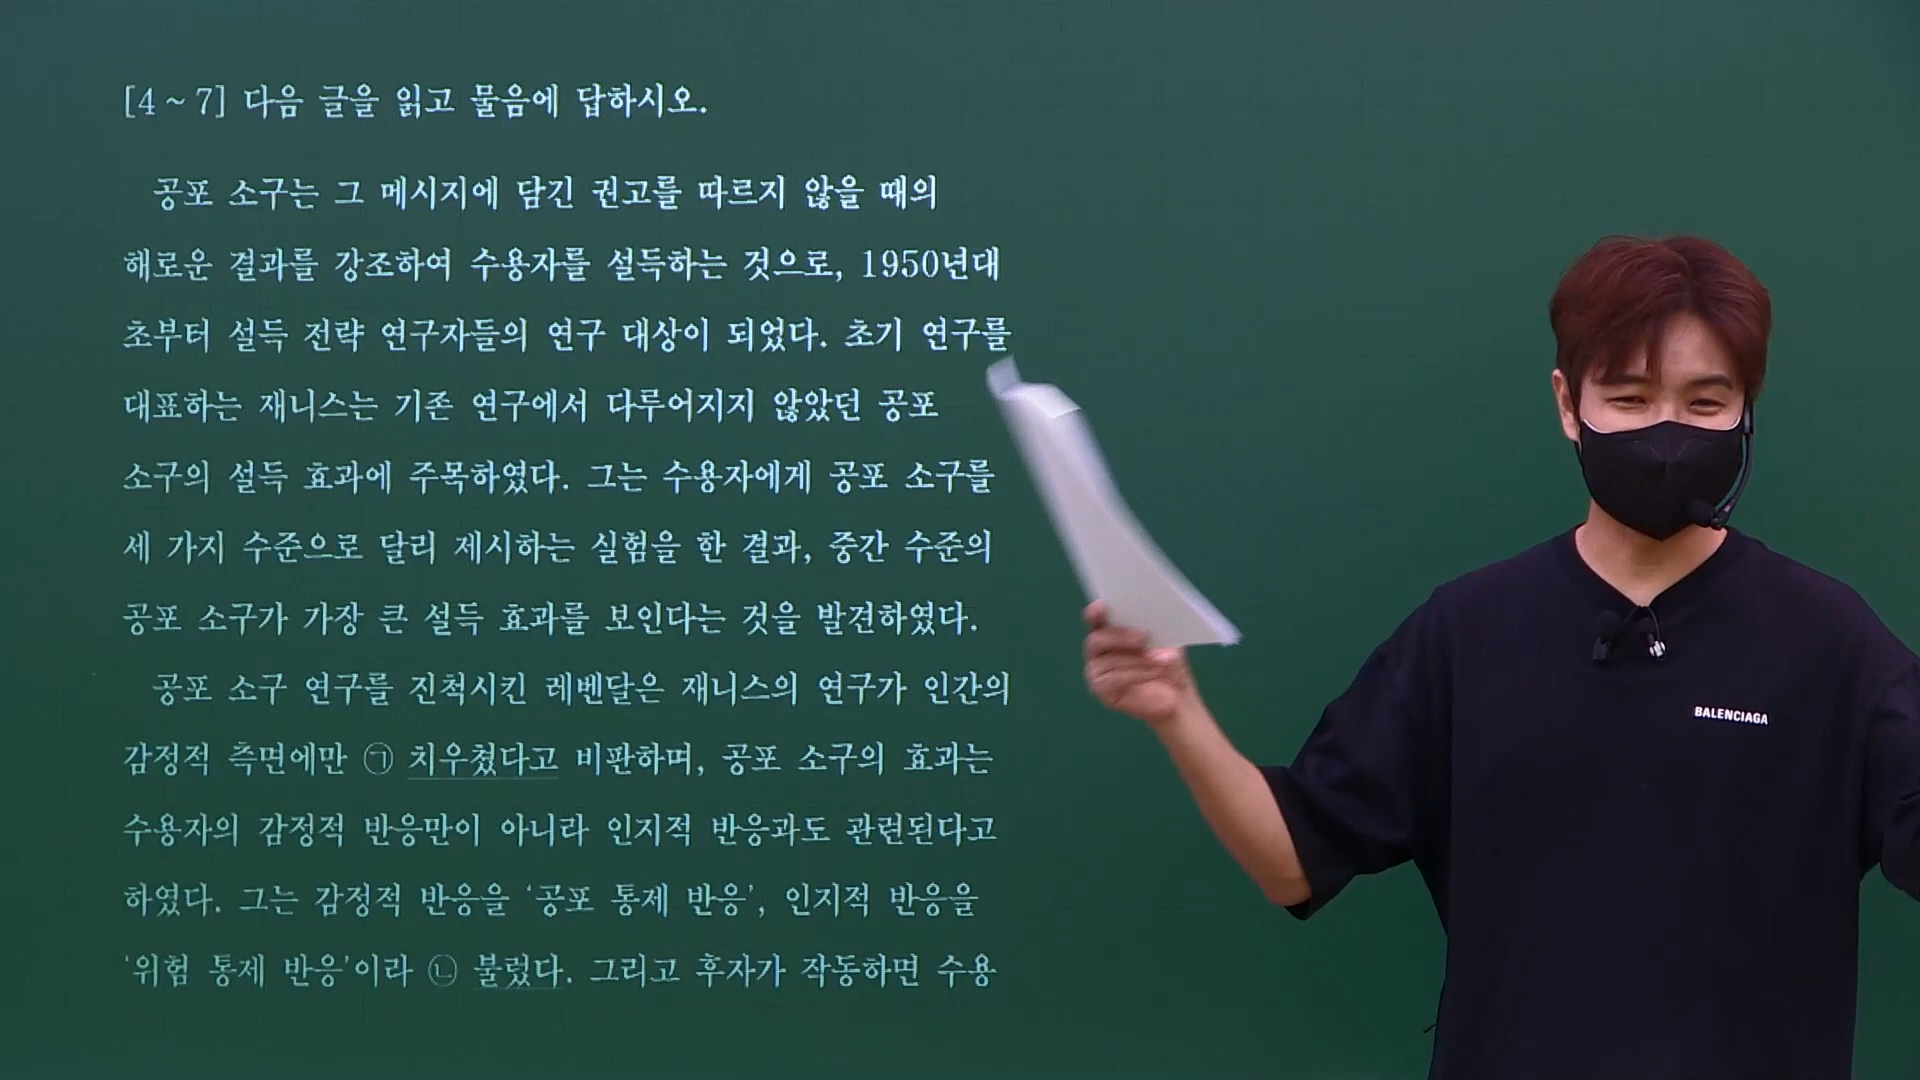 [4 ~ 7] 다음 글을 읽고 물음에 답하시오.
공포 소구는 그 메시지에 담긴 권고를 따르지 않을 때의
해로운 결과를 강조하여 수용자를 설득하는 것으로, 1950년대
초부터 설득 전략 연구자들의 연구 대상이 되었다. 초기 연구를
대표하는 재니스는 기존 연구에서 다루어지지 않았던 공포
소구의 설득 효과에 주목하였다. 그는 수용자에게 공포 소구를
세 가지 수준으로 달리 제시하는 실험을 한 결과, 중간 수준의
공포 소구가 가장 큰 설득 효과를 보인다는 것을 발견하였다.
공포 소구 연구를 진척시킨 레벤달은 재니스의 연구가 인간의
감정적 측면에만 ㉠ 치우쳤다고 비판하며, 공포 소구의 효과는
수용자의 감정적 반응만이 아니라 인지적 반응과도 관련된다고
하였다. 그는 감정적 반응을 ‘공포 통제 반응’, 인지적 반응을
‘위험 통제 반응’이라 ㉡ 불렀다. 그리고 후자가 작동하면 수용
BALENCIAGA